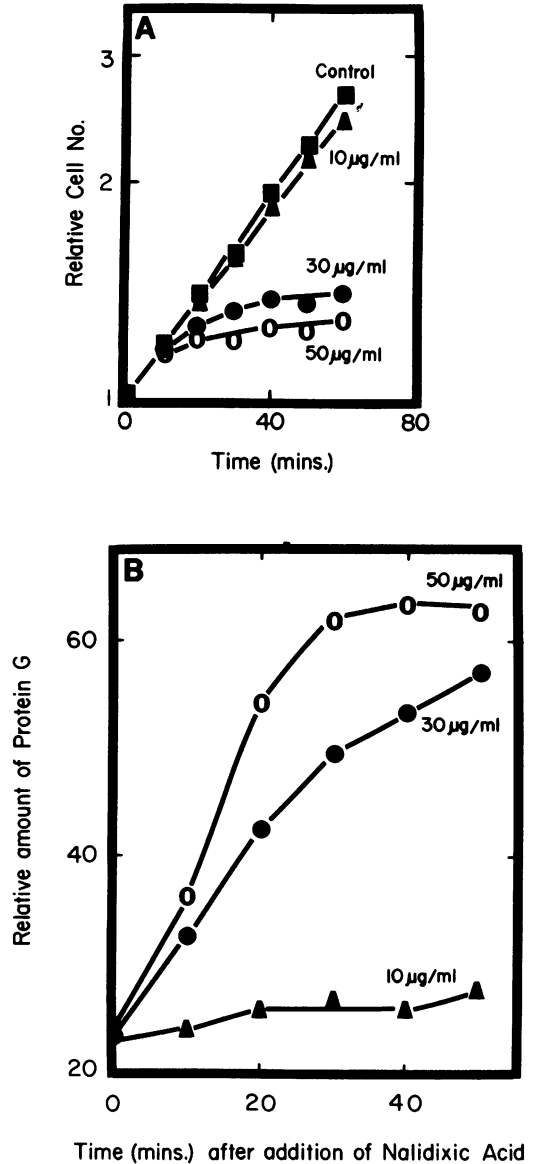 A
3
Control
10µg/ml
2
Relative Cell No.
30µg/ml
50µg/ml
1
0 40 80
Time (mins.)
B
50µg/ml
60
30µg/ml
Relative amount of Protein G
40
10µg/ml
20
0 20 40
Time (mins.) after addition of Nalidixic Acid